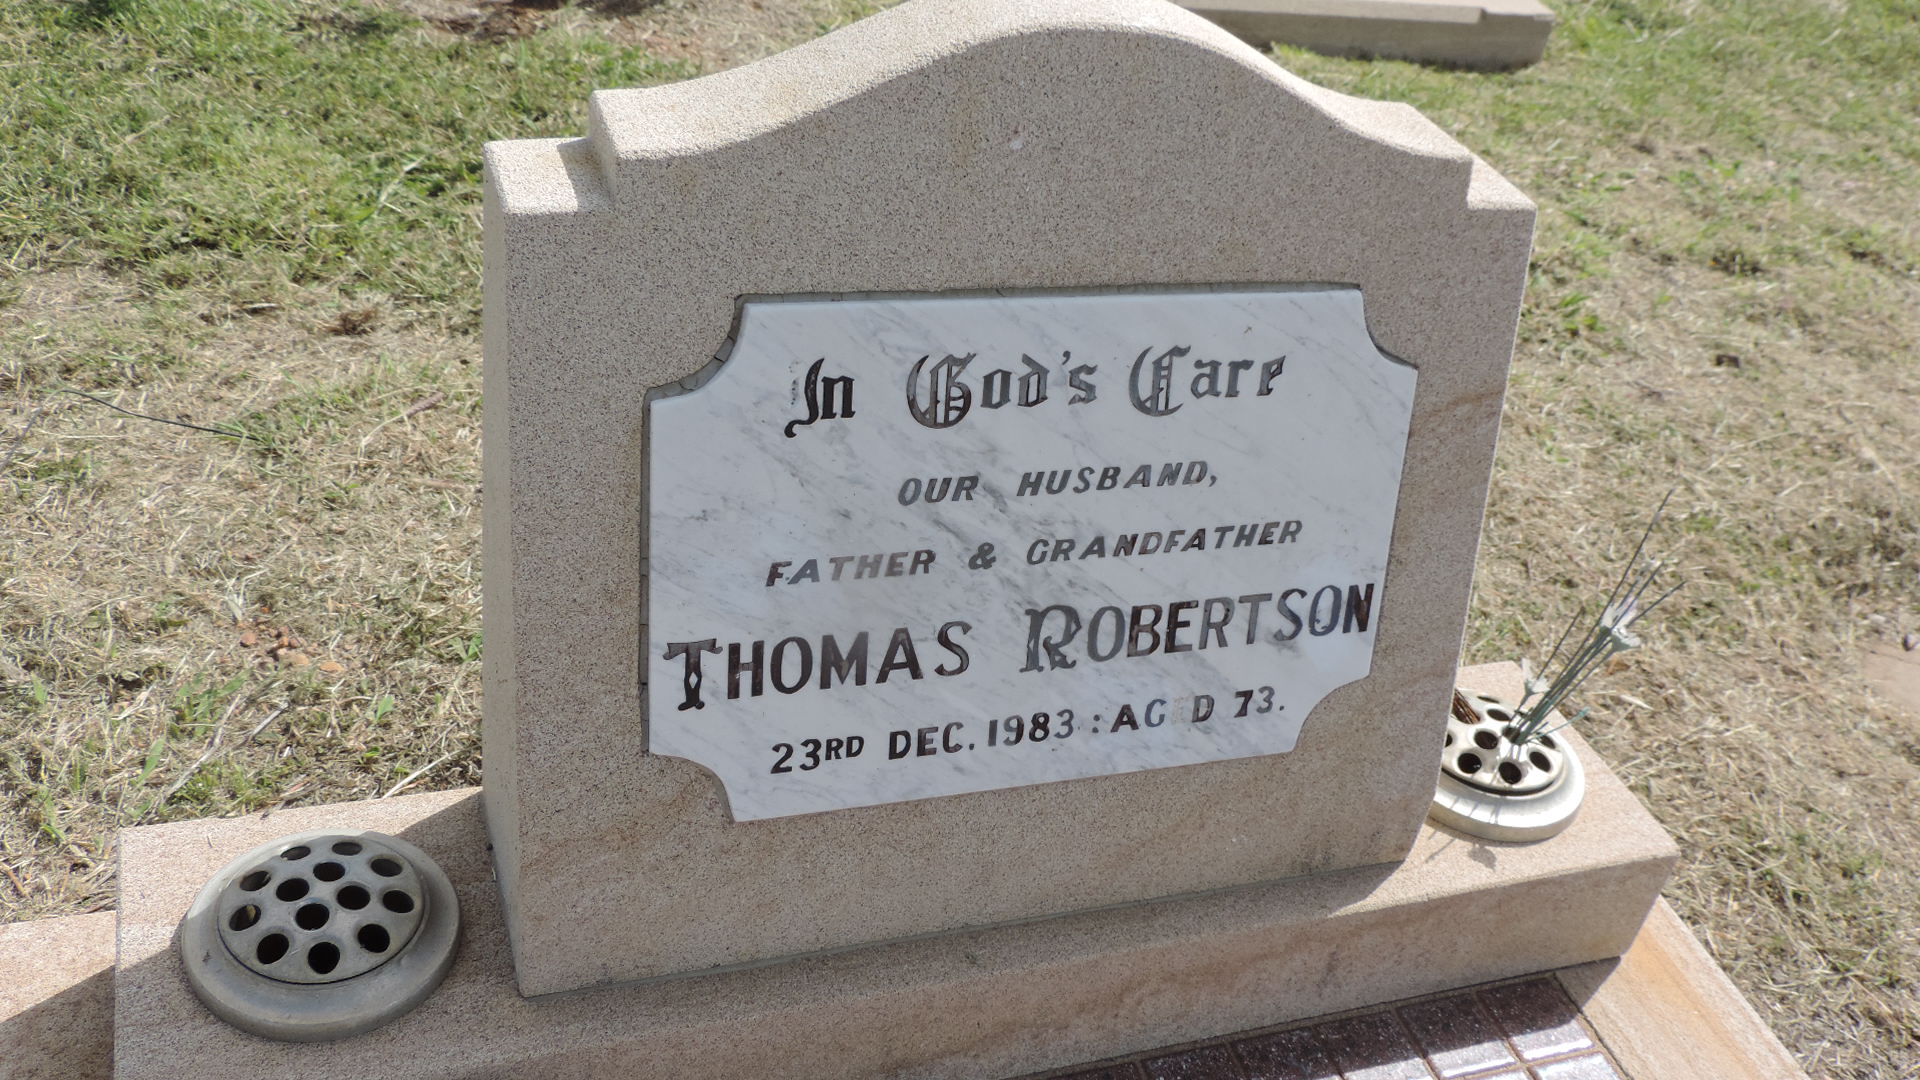 In God's Care
OUR HUSBAND,
FATHER & GRANDFATHER
THOMAS ROBERTSON
23RD DEC. 1983 : AGED 73.